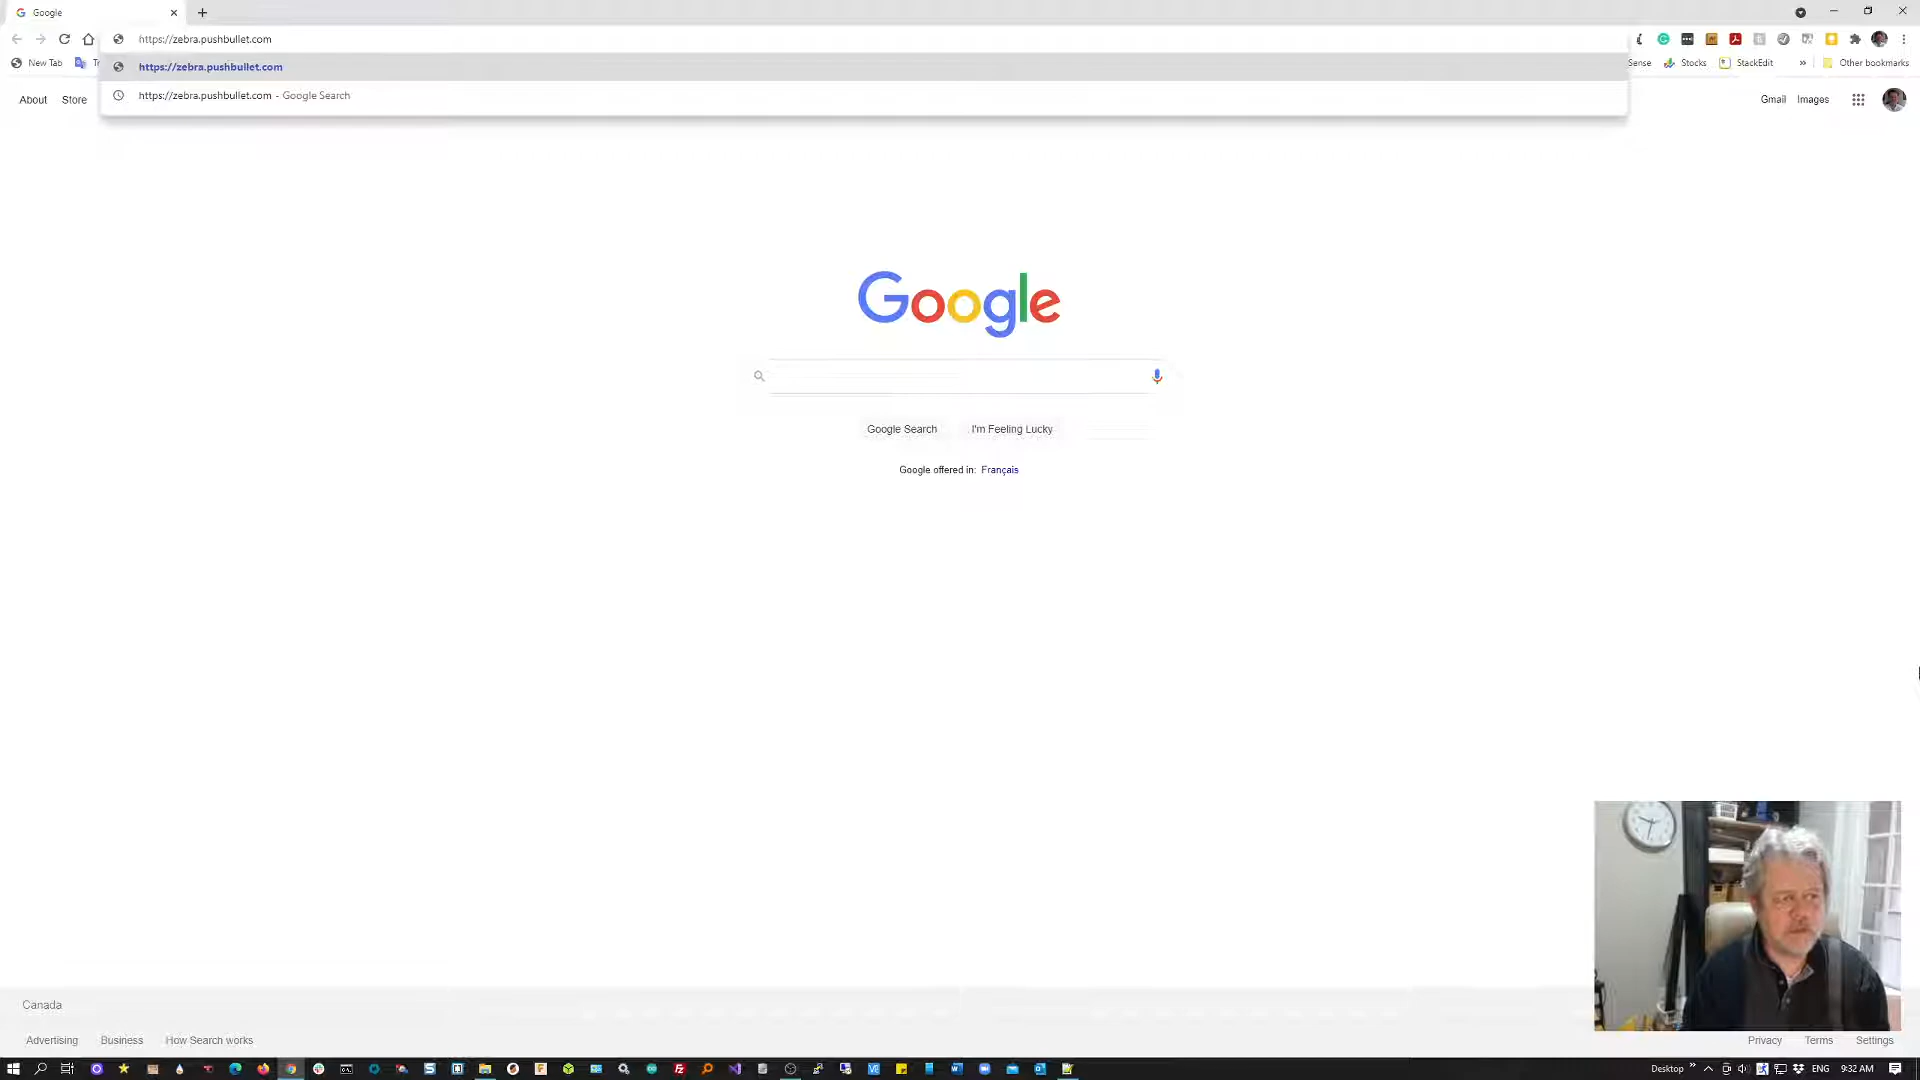 Google
https://zebra.pushbullet.com
New Tab
https://zebra.pushbullet.com
Sense
Stocks
StackEdit
»
Other bookmarks
https://zebra.pushbullet.com - Google Search
About
Store
Gmail
Images
Google
Google Search
I'm Feeling Lucky
Google offered in: Français
Canada
Advertising
Business
How Search works
Privacy
Terms
Settings
Desktop
»
ENG
9:32 AM